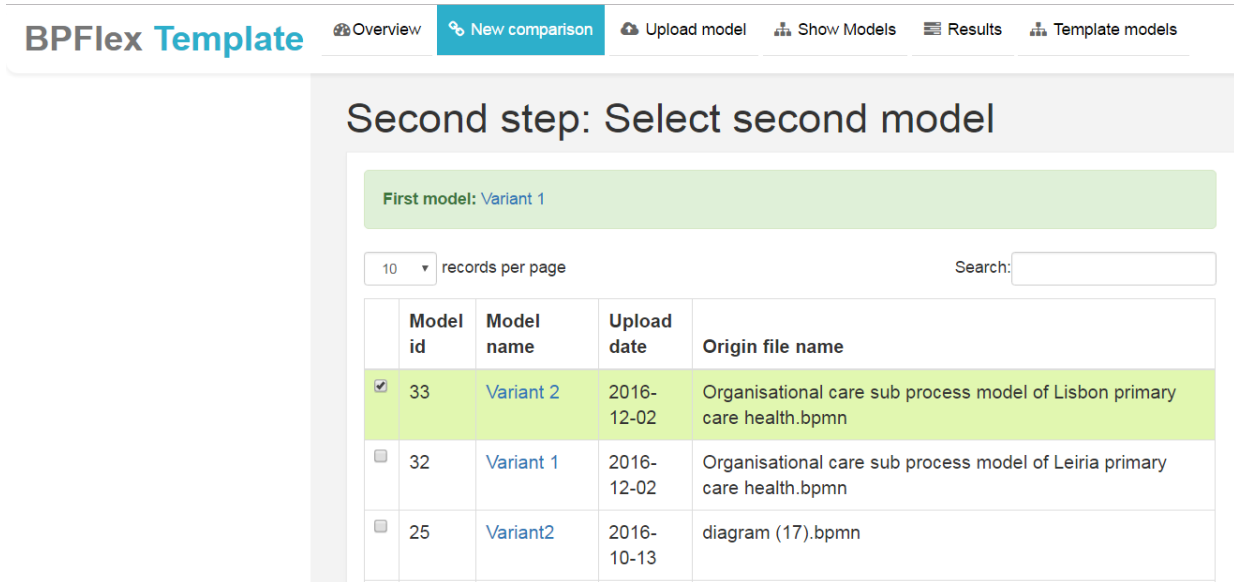 BPFlex Template
Overview
New comparison
Upload model
Show Models
Results
Template models
Second step: Select second model
First model: Variant 1
10 records per page
Search:
Model id
Model name
Upload date
Origin file name
33
Variant 2
2016-
12-02
Organisational care sub process model of Lisbon primary
care health.bpmn
32
Variant 1
2016-
12-02
Organisational care sub process model of Leiria primary
care health.bpmn
25
Variant2
2016-
10-13
diagram (17).bpmn